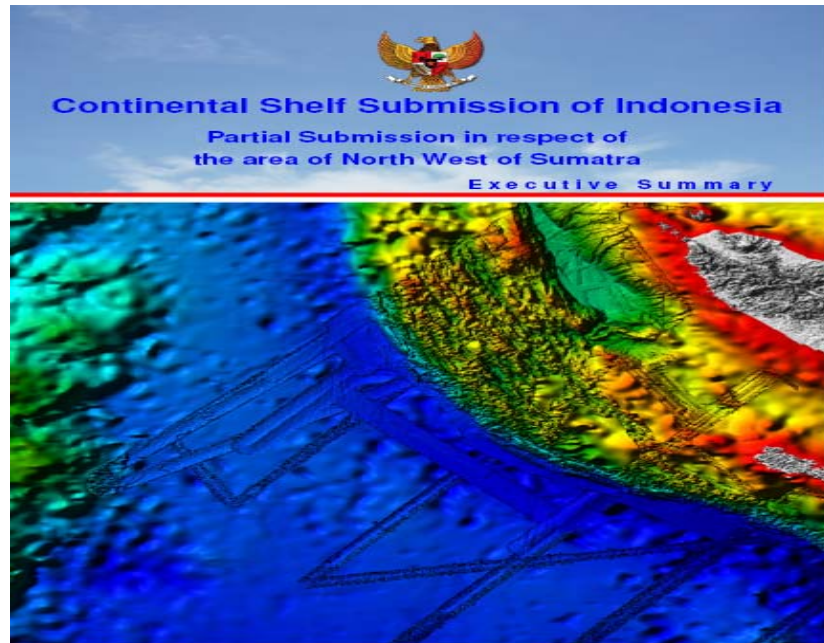 Continental Shelf Submission of Indonesia
Partial Submission in respect of
the area of North West of Sumatra
Executive Summary